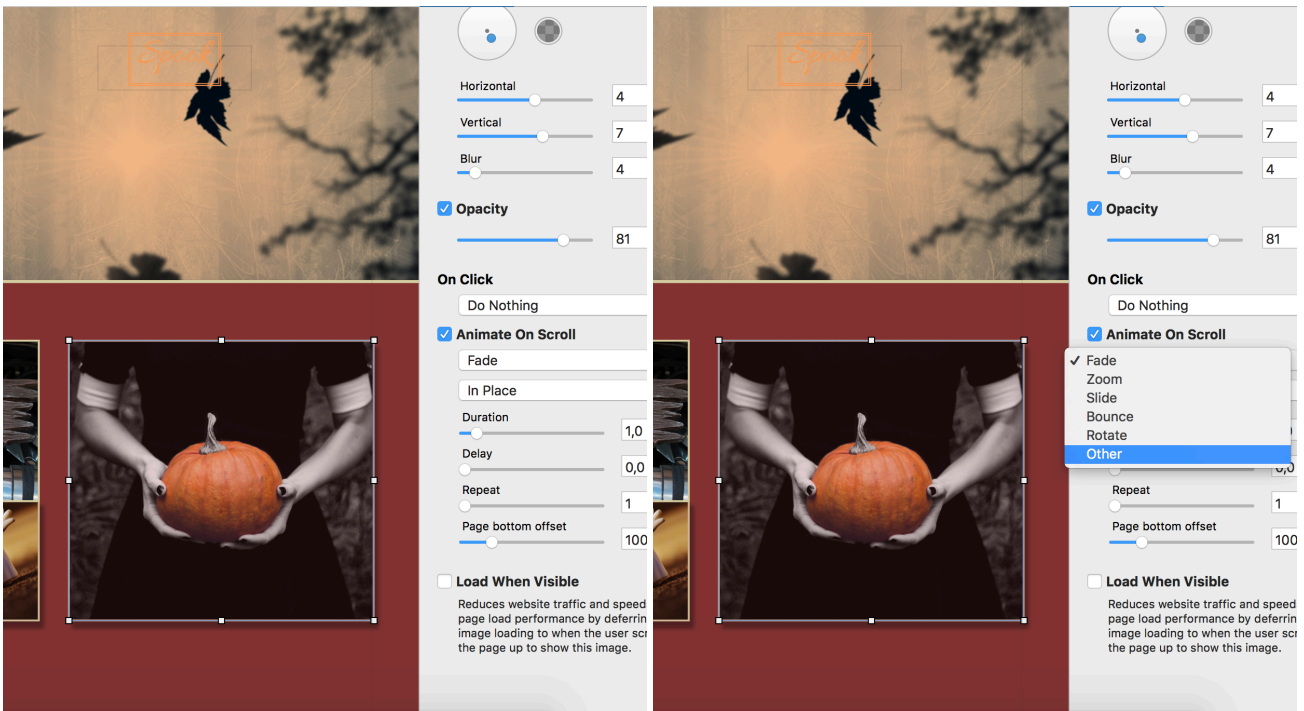 Horizontal
4
Vertical
7
Blur
4
Opacity
81
On Click
Do Nothing
Animate On Scroll
Fade
In Place
Duration
1,0
Delay
0,0
Repeat
1
Page bottom offset
100
Load When Visible
Reduces website traffic and speed
page load performance by deferrin
image loading to when the user scr
the page up to show this image.
Horizontal
4
Vertical
7
Blur
4
Opacity
81
On Click
Do Nothing
Animate On Scroll
Fade
Zoom
Slide
Bounce
Rotate
Other
0,0
Repeat
1
Page bottom offset
100
Load When Visible
Reduces website traffic and speed
page load performance by deferrin
image loading to when the user scr
the page up to show this image.